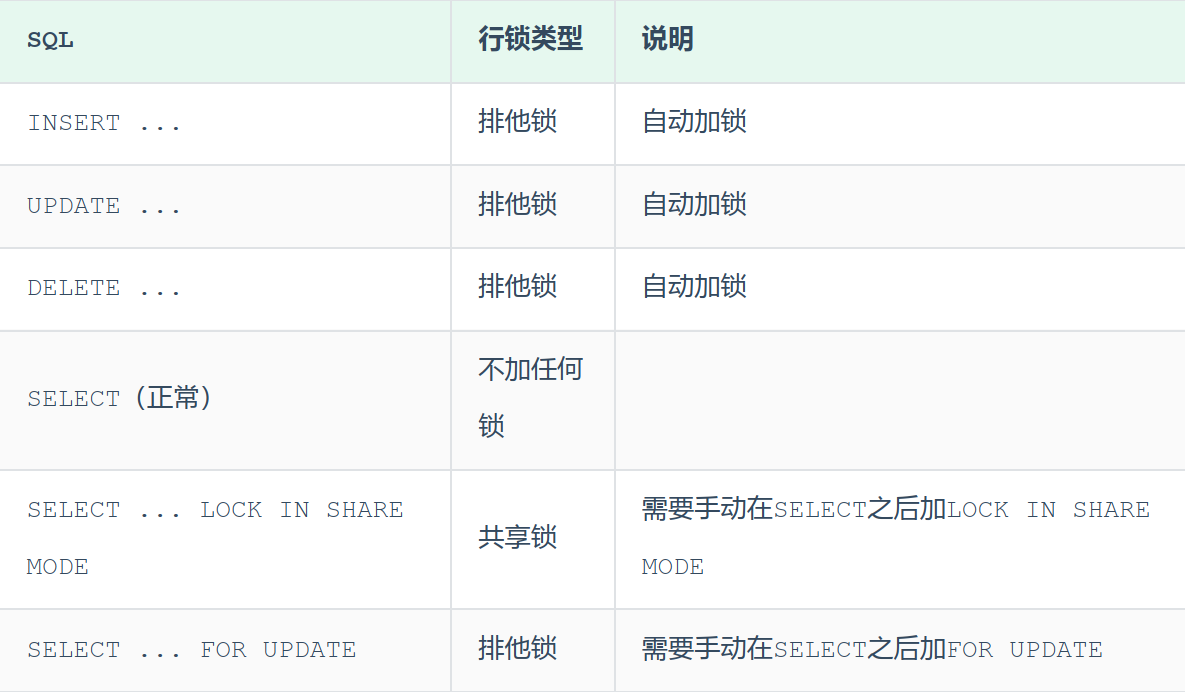 SQL 行锁类型 说明
INSERT ... 排他锁 自动加锁
UPDATE ... 排他锁 自动加锁
DELETE ... 排他锁 自动加锁
SELECT（正常） 不加任何
锁
SELECT ... LOCK IN SHARE
MODE
共享锁
需要手动在SELECT之后加LOCK IN SHARE
MODE
SELECT ... FOR UPDATE 排他锁 需要手动在SELECT之后加FOR UPDATE